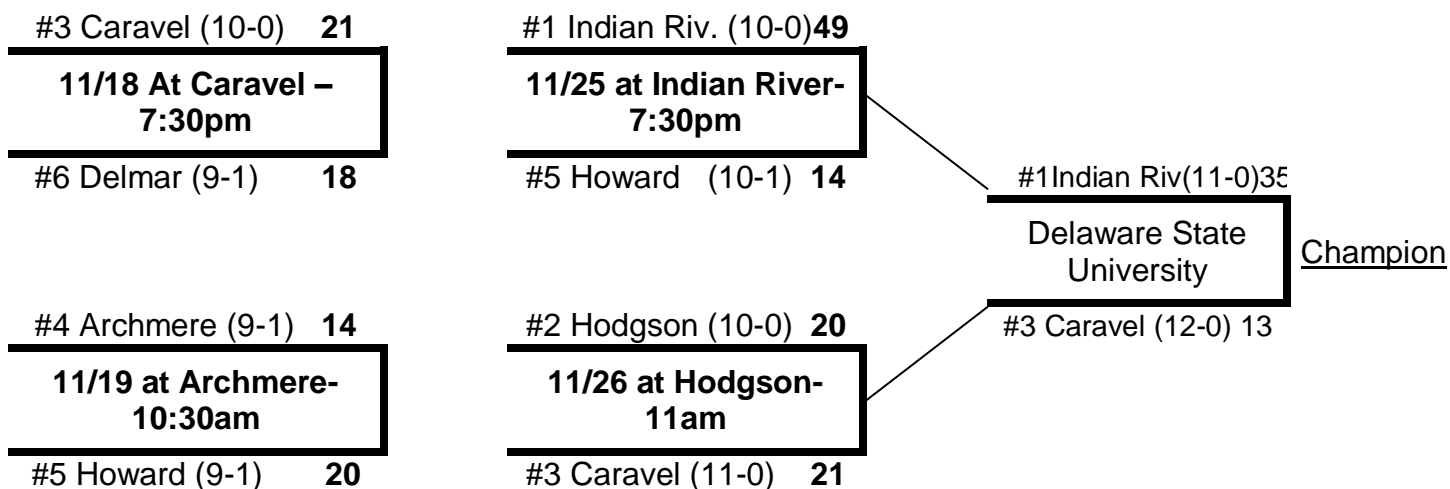 #3 Caravel (10-0) 21
11/18 At Caravel –
7:30pm
#6 Delmar (9-1) 18
#4 Archmere (9-1) 14
11/19 at Archmere-
10:30am
#5 Howard (9-1) 20
#1 Indian Riv. (10-0)49
11/25 at Indian River-
7:30pm
#5 Howard (10-1) 14
#2 Hodgson (10-0) 20
11/26 at Hodgson-
11am
#3 Caravel (11-0) 21
#1Indian Riv(11-0)35
Delaware State
University
#3 Caravel (12-0) 13
Champion